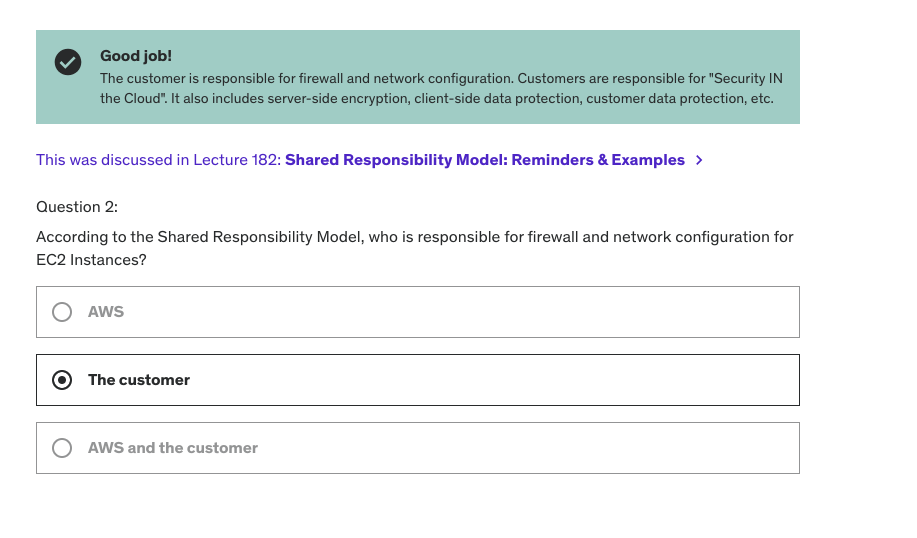 Good job!
The customer is responsible for firewall and network configuration. Customers are responsible for "Security IN
the Cloud". It also includes server-side encryption, client-side data protection, customer data protection, etc.
This was discussed in Lecture 182: Shared Responsibility Model: Reminders & Examples
Question 2:
According to the Shared Responsibility Model, who is responsible for firewall and network configuration for
EC2 Instances?
AWS
The customer
AWS and the customer